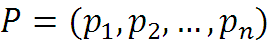 P = (p₁, p₂, ..., pₙ)